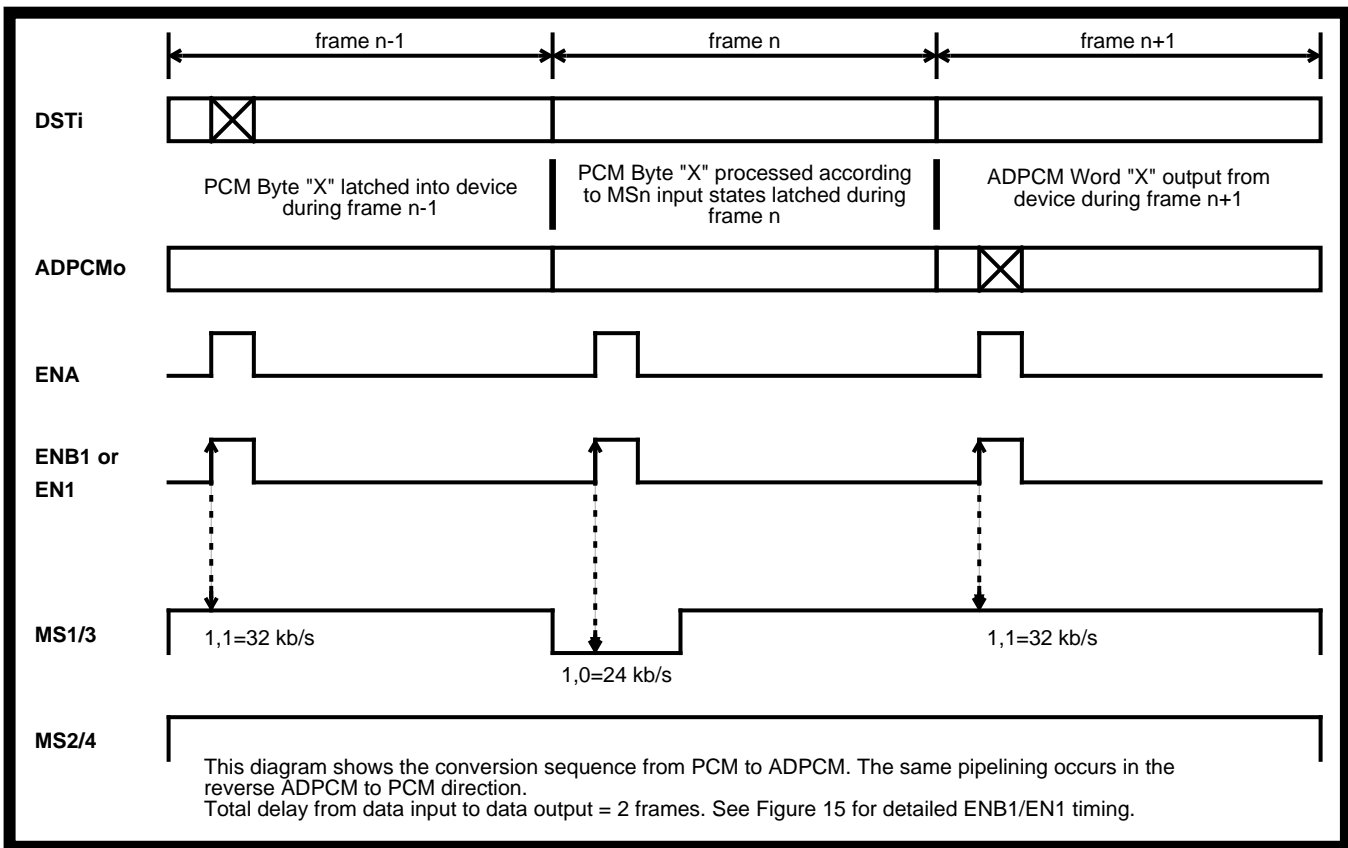 frame n-1
frame n
frame n+1
DSTi
PCM Byte "X" latched into device
during frame n-1
PCM Byte "X" processed according
to MSn input states latched during
frame n
ADPCM Word "X" output from
device during frame n+1
ADPCMo
ENA
ENB1 or
EN1
MS1/3
1,1=32 kb/s
1,0=24 kb/s
1,1=32 kb/s
MS2/4
This diagram shows the conversion sequence from PCM to ADPCM. The same pipelining occurs in the
reverse ADPCM to PCM direction.
Total delay from data input to data output = 2 frames. See Figure 15 for detailed ENB1/EN1 timing.